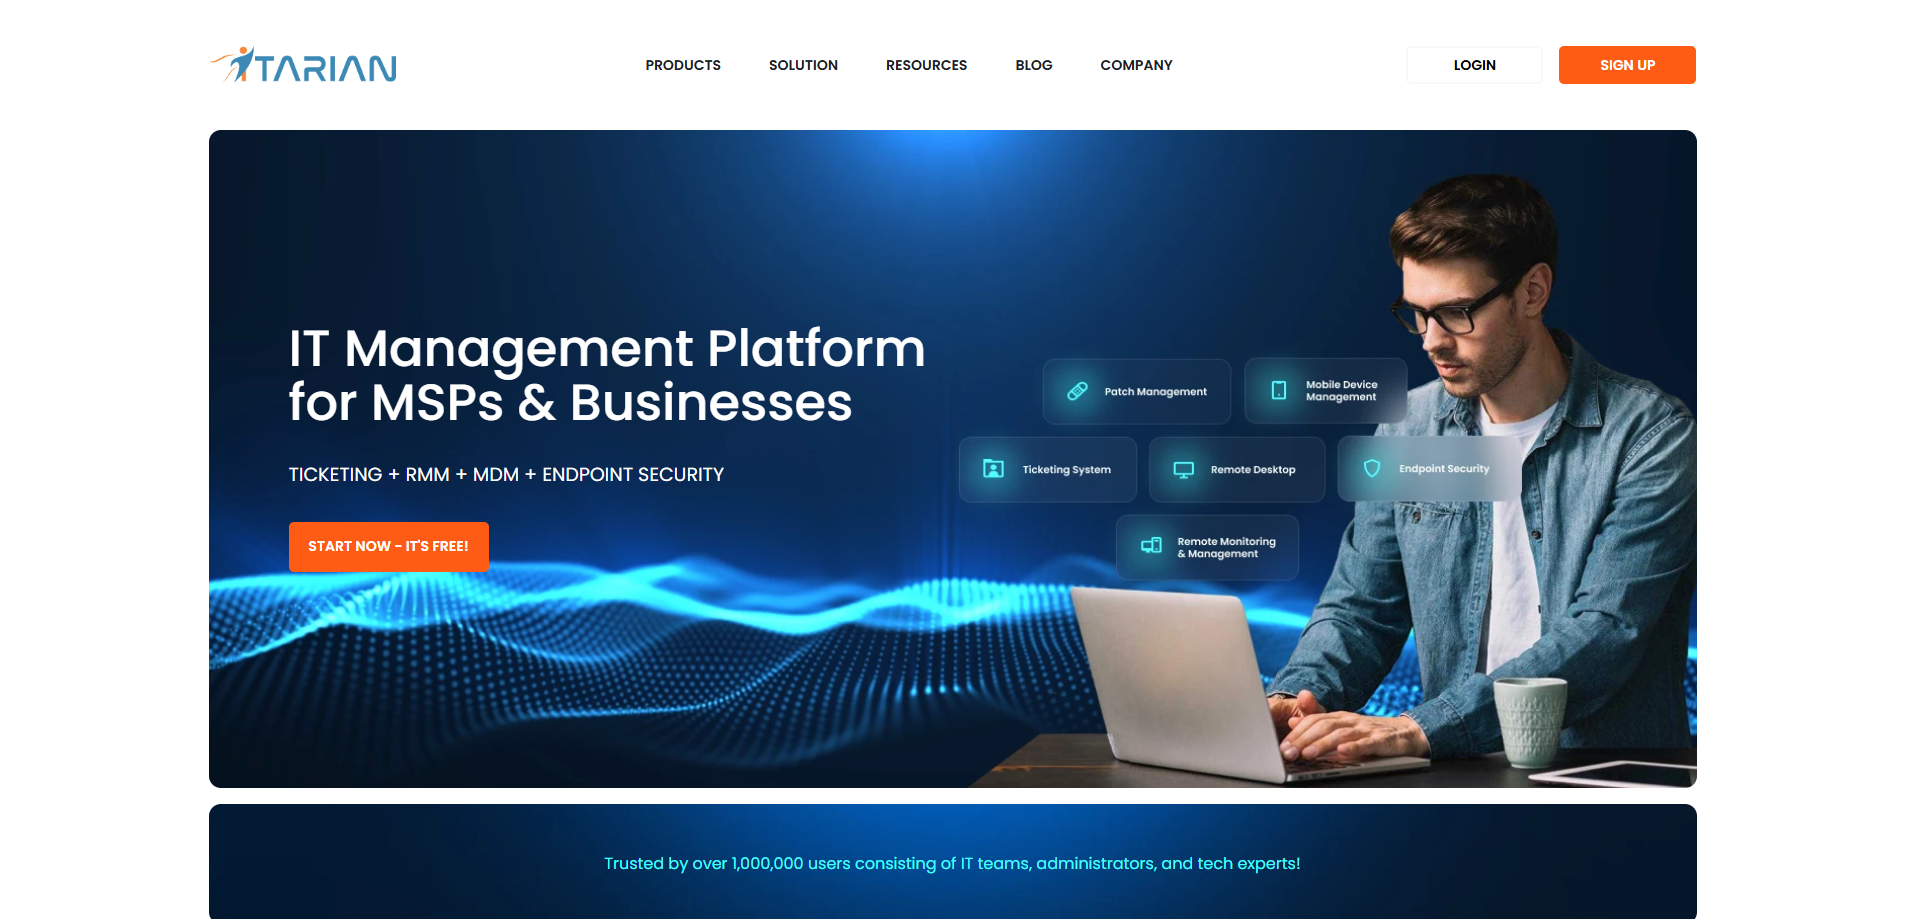 ITARIAN
PRODUCTS
SOLUTION
RESOURCES
BLOG
COMPANY
LOGIN
SIGN UP
IT Management Platform
for MSPs & Businesses
TICKETING + RMM + MDM + ENDPOINT SECURITY
START NOW - IT'S FREE!
Patch Management
Mobile Device
Management
Ticketing System
Remote Desktop
Endpoint Security
Remote Monitoring
& Management
Trusted by over 1,000,000 users consisting of IT teams, administrators, and tech experts!